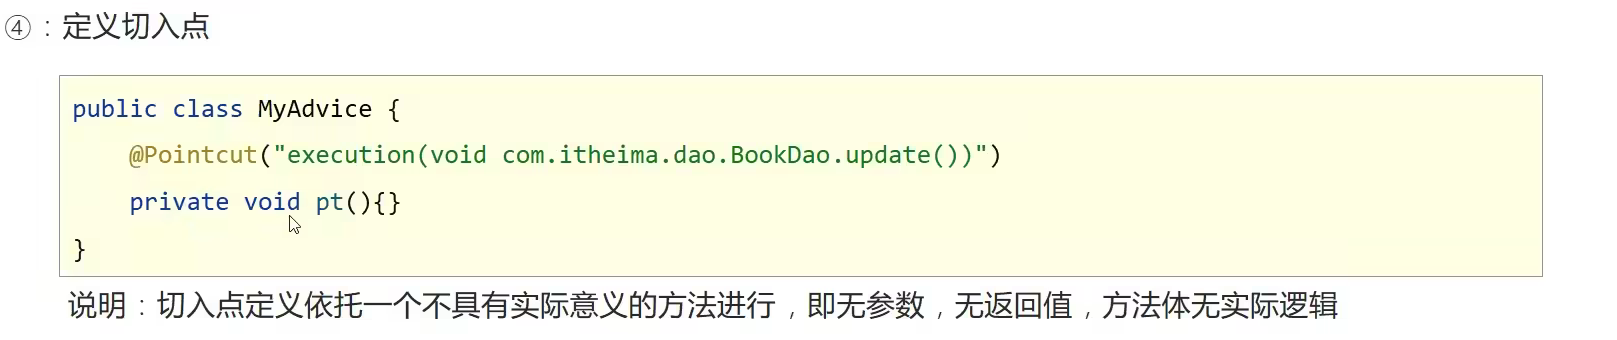 ④：定义切入点
public class MyAdvice {
@Pointcut("execution(void com.itheima.dao.BookDao.update())")
private void pt(){}
}
说明：切入点定义依托一个不具有实际意义的方法进行，即无参数，无返回值，方法体无实际逻辑